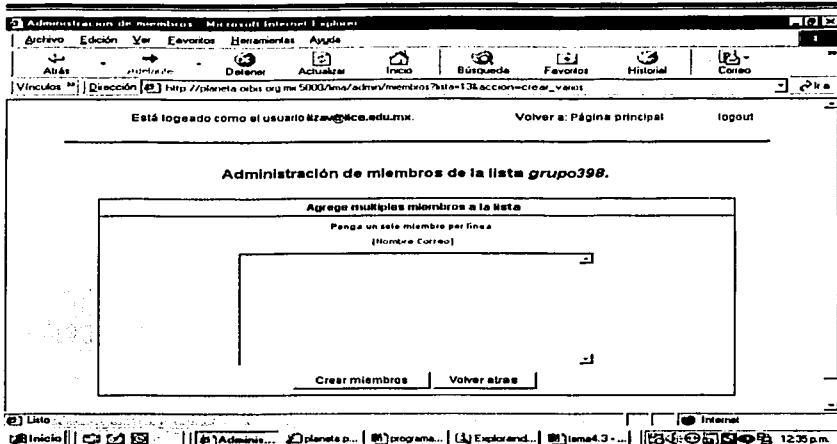 Administracion de miembros - Microsoft Internet Explorer
Archivo Edición Ver Favoritos Herramientas Ayuda
Atrás Adelante Detener Actualizar Inicio Búsqueda Favoritos Historial Correo
Vínculos Dirección http://planeta.orbis.org.mx:5000/lima/admin/miembros?lista=13&accion=crear_varios Ir a
Está logeado como el usuario Volver a: Página principal logout
Administración de miembros de la lista grupo398.
Agrege multiples miembros a la lista
Ponga un solo miembro por linea
[Nombre Correo]
Crear miembros Volver atras
Listo Internet
Inicio Adminis... planeta p... programa... Explorand... tema4.3 -... 12:35 p.m.